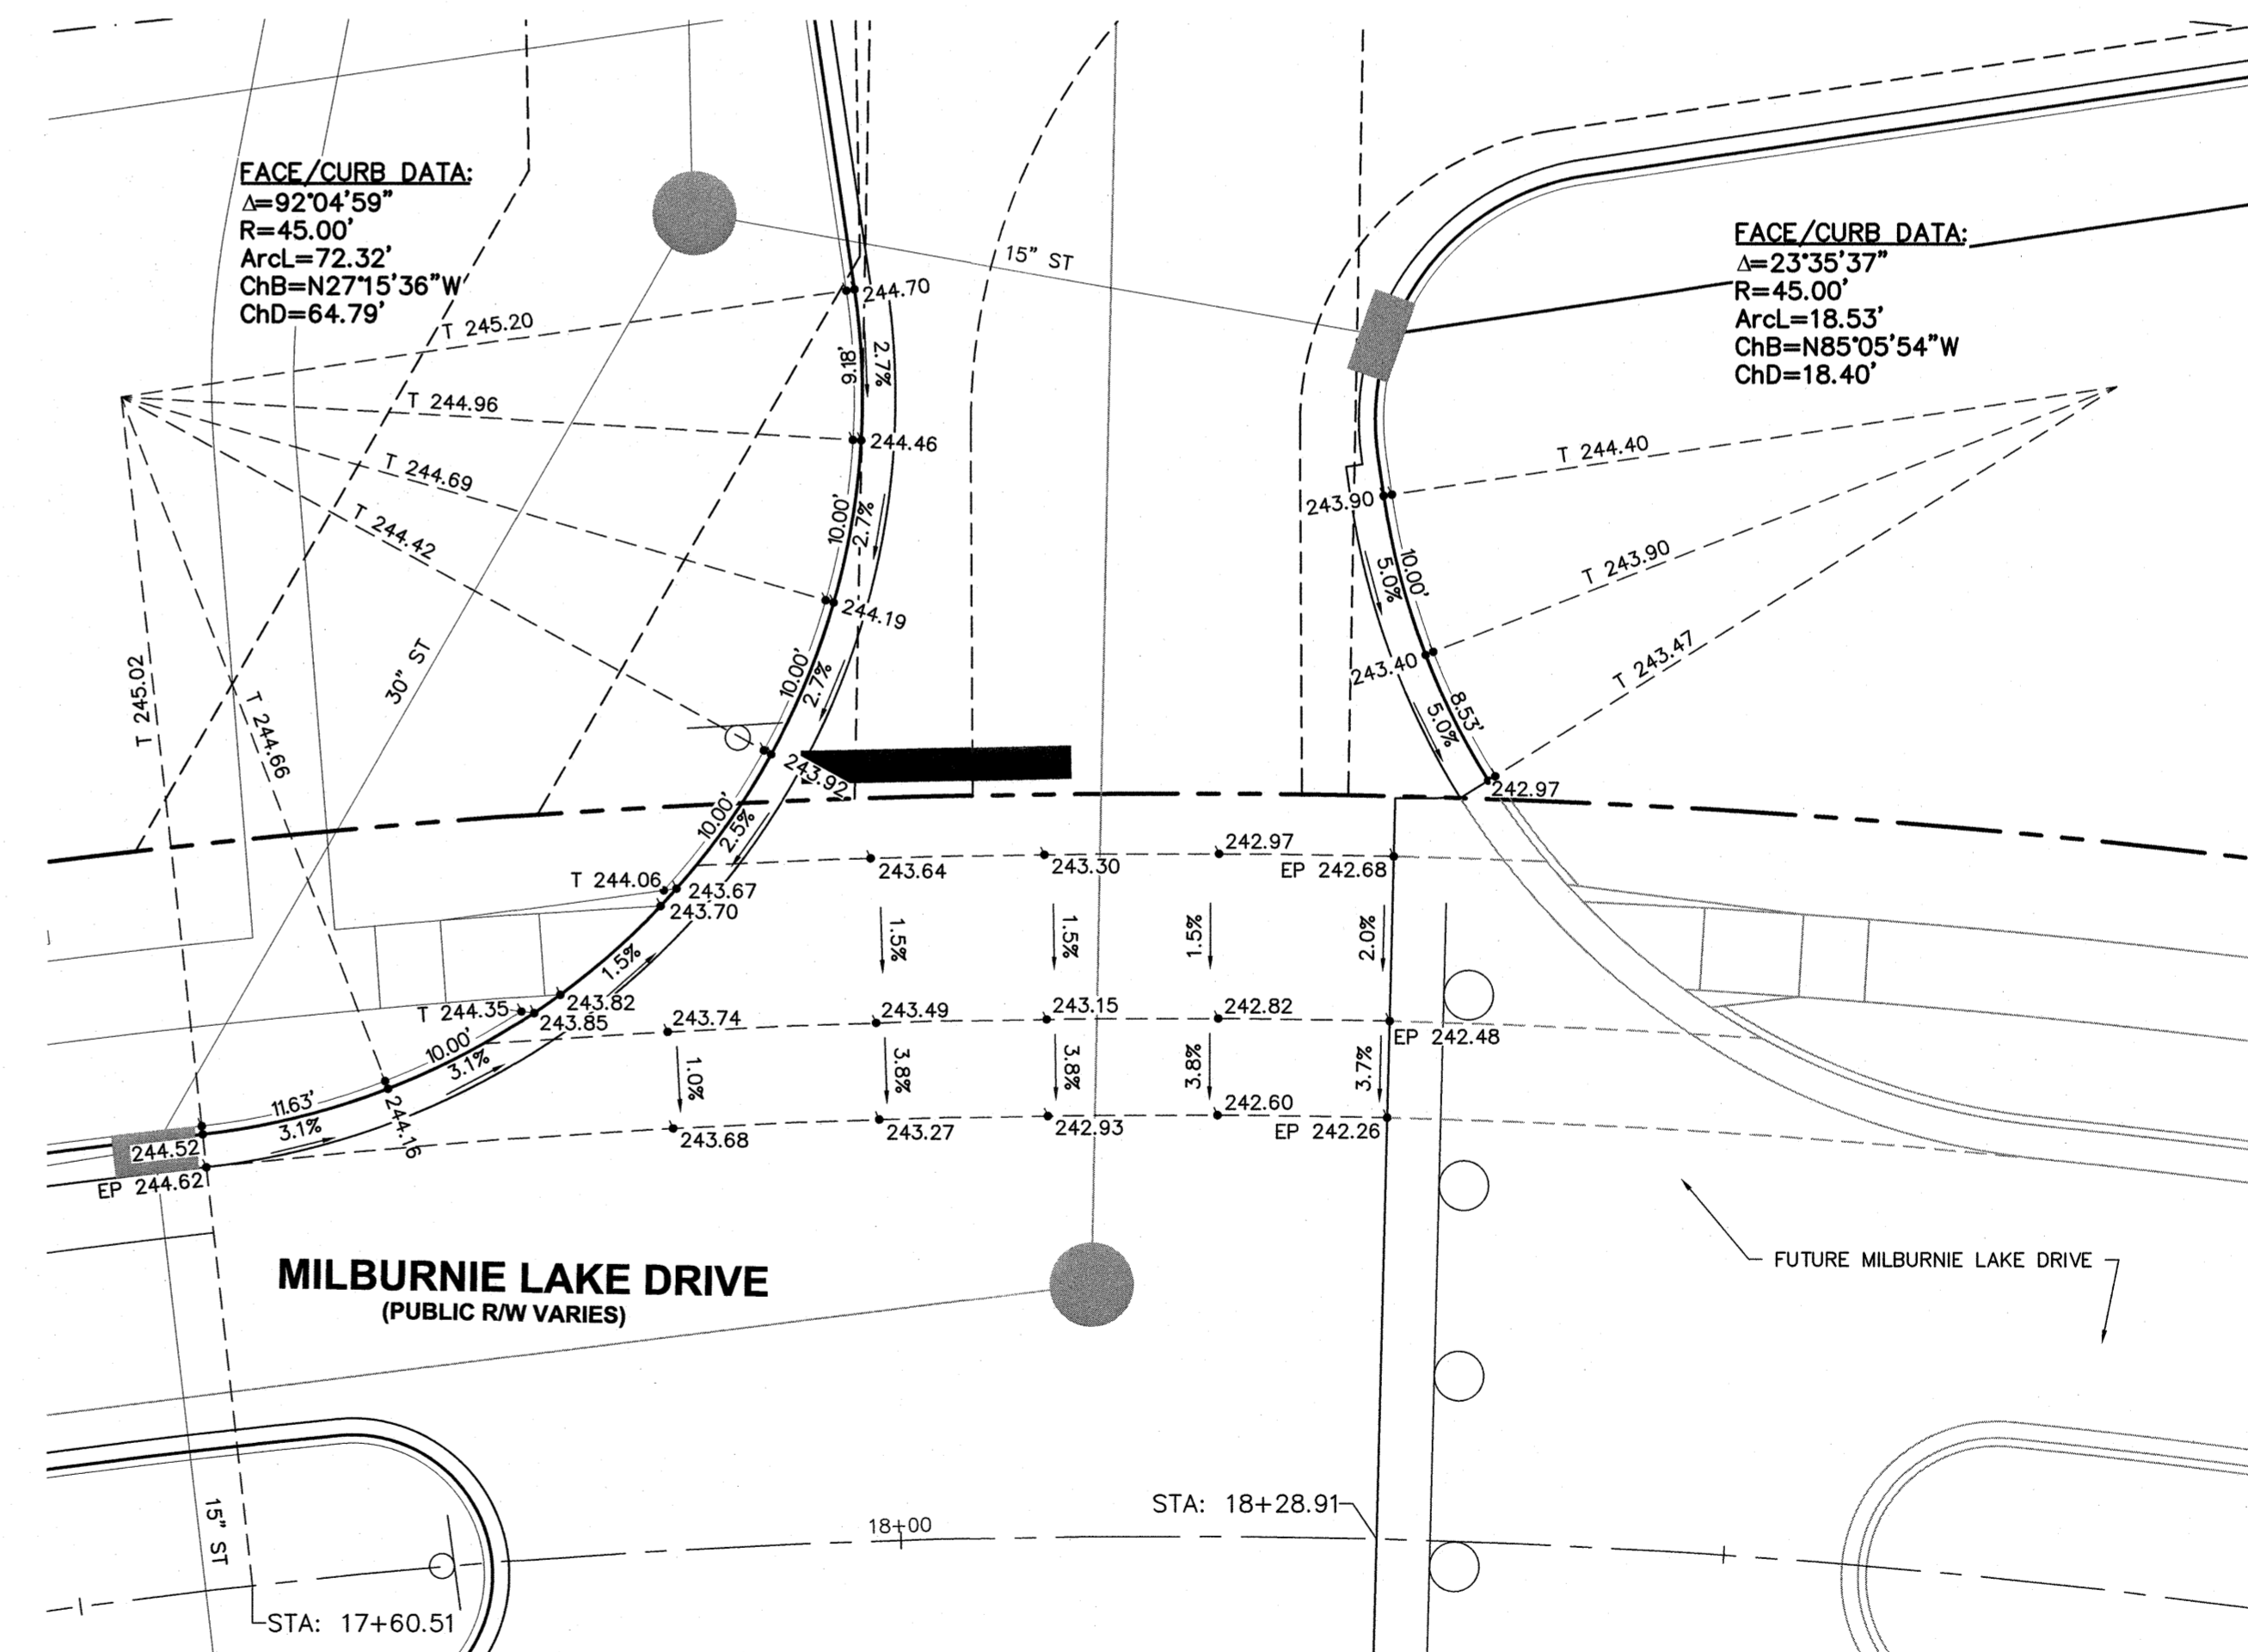 FACE/CURB DATA:
Δ=92°04'59"
R=45.00'
ArcL=72.32'
ChB=N27°15'36"W
ChD=64.79'
FACE/CURB DATA:
Δ=23°35'37"
R=45.00'
ArcL=18.53'
ChB=N85°05'54"W
ChD=18.40'
15" ST
244.70
T 245.20
9.18'
2.7%
T 244.96
244.46
T 244.69
10.00'
2.7%
T 244.42
244.19
10.00'
2.7%
30" ST
T 245.02
T 244.66
243.92
10.00'
2.5%
T 244.40
243.90
10.00'
5.0%
T 243.90
243.40
8.53'
5.0%
T 243.47
242.97
T 244.06
243.67
243.70
243.64
243.30
242.97
EP 242.68
1.5%
1.5%
1.5%
1.5%
2.0%
T 244.35
243.82
243.85
243.74
243.49
243.15
242.82
EP 242.48
10.00'
3.1%
1.0%
3.8%
3.8%
3.8%
3.7%
11.63'
3.1%
244.16
244.52
EP 244.62
243.68
243.27
242.93
242.60
EP 242.26
MILBURNIE LAKE DRIVE
(PUBLIC R/W VARIES)
FUTURE MILBURNIE LAKE DRIVE
15" ST
STA: 18+28.91
18+00
STA: 17+60.51